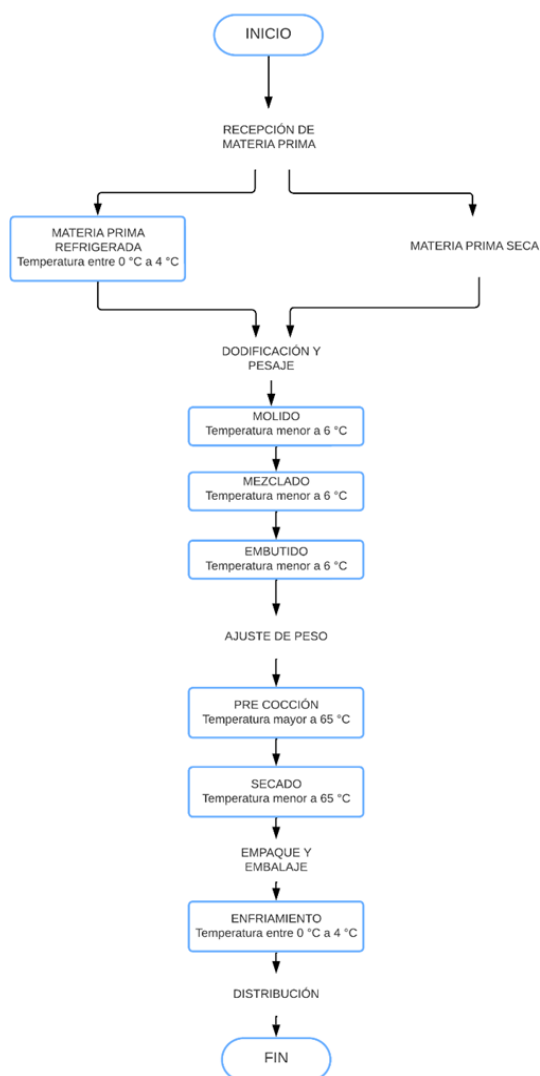 INICIO
RECEPCIÓN DE
MATERIA PRIMA
MATERIA PRIMA
REFRIGERADA
Temperatura entre 0 °C a 4 °C
MATERIA PRIMA SECA
DODIFICACIÓN Y
PESAJE
MOLIDO
Temperatura menor a 6 °C
MEZCLADO
Temperatura menor a 6 °C
EMBUTIDO
Temperatura menor a 6 °C
AJUSTE DE PESO
PRE COCCIÓN
Temperatura mayor a 65 °C
SECADO
Temperatura menor a 65 °C
EMPAQUE Y
EMBALAJE
ENFRIAMIENTO
Temperatura entre 0 °C a 4 °C
DISTRIBUCIÓN
FIN